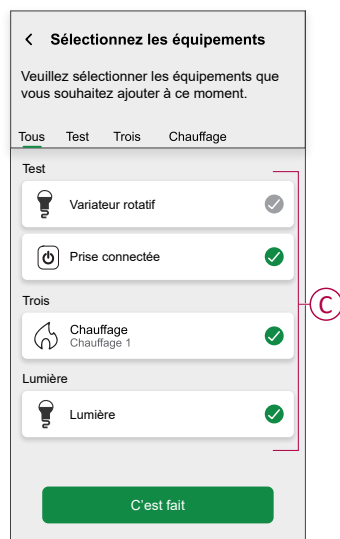 Sélectionnez les équipements
Veuillez sélectionner les équipements que
vous souhaitez ajouter à ce moment.
Tous Test Trois Chauffage
Test
Variateur rotatif
Prise connectée
Trois
Chauffage
Chauffage 1
Lumière
Lumière
C
C'est fait